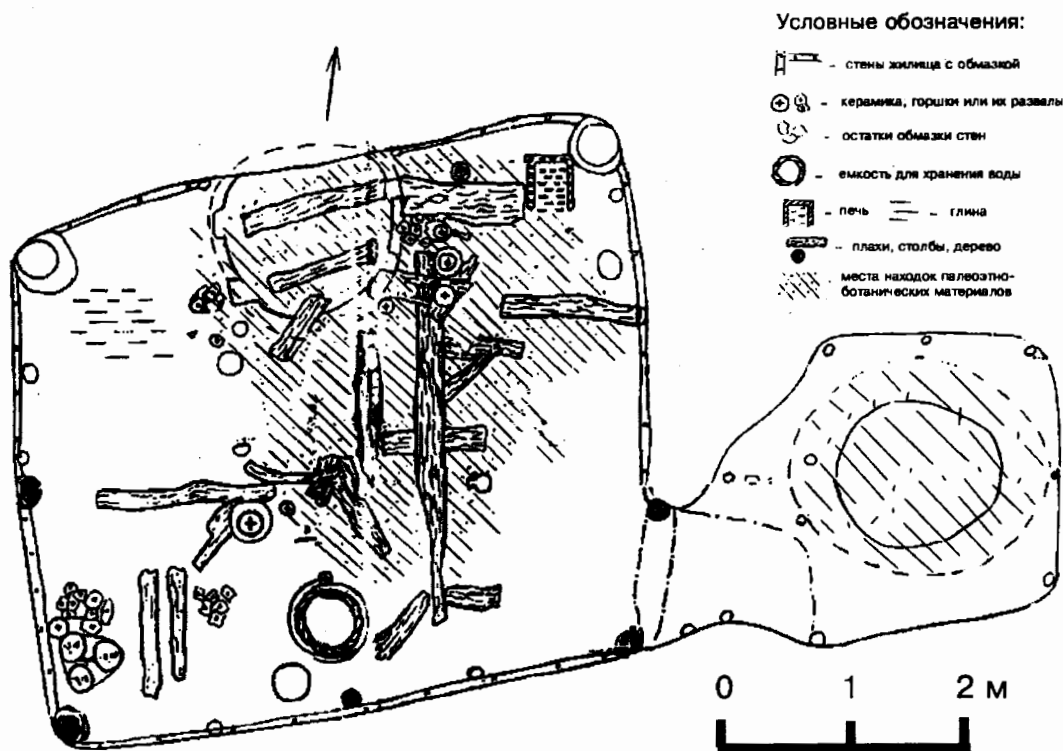 Условные обозначения:
- стены жилища с обмазкой
- керамика, горшки или их развалы
- остатки обмазки стен
- емкость для хранения воды
- печь - глина
- плахи, столбы, дерево
места находок палеоэтно-
ботанических материалов
0 1 2 м